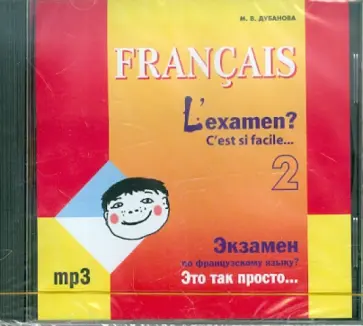 М. В. ДУБАНОВА
FRANÇAIS
L'examen?
C'est si facile...
2
Экзамен
по французскому языку?
Это так просто...
mp3